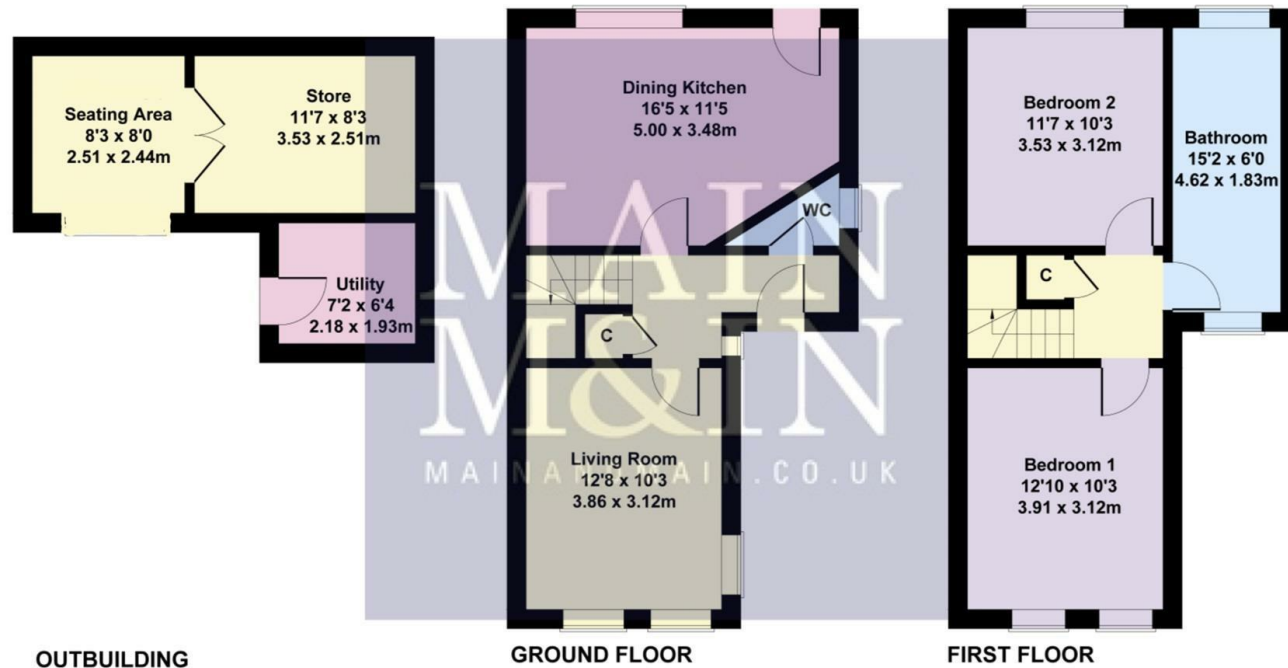 Seating Area
8'3 x 8'0
2.51 x 2.44m
Store
11'7 x 8'3
3.53 x 2.51m
Utility
7'2 x 6'4
2.18 x 1.93m
OUTBUILDING
Dining Kitchen
16'5 x 11'5
5.00 x 3.48m
WC
C
Living Room
12'8 x 10'3
3.86 x 3.12m
GROUND FLOOR
Bedroom 2
11'7 x 10'3
3.53 x 3.12m
Bathroom
15'2 x 6'0
4.62 x 1.83m
C
Bedroom 1
12'10 x 10'3
3.91 x 3.12m
FIRST FLOOR
MAIN
M&IN
MAINANDMAIN.CO.UK